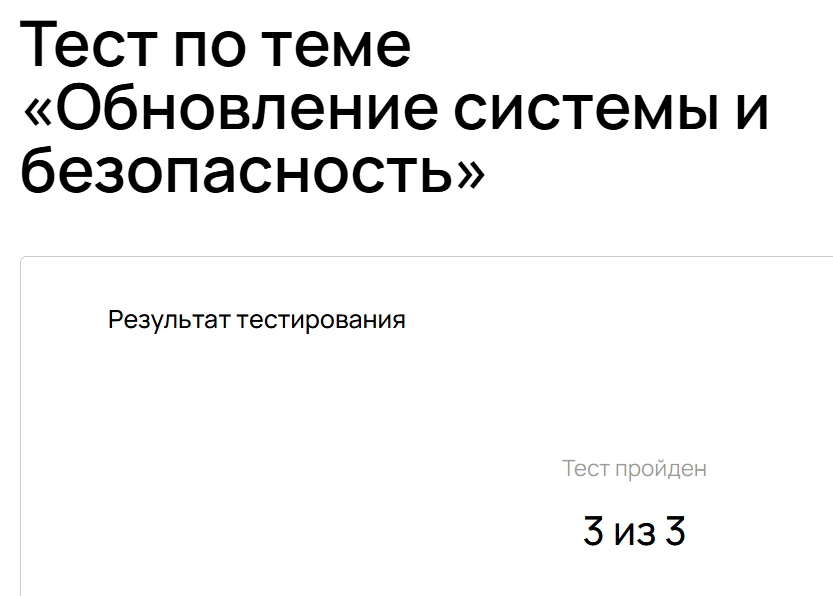 Тест по теме
«Обновление системы и
безопасность»
Результат тестирования
Тест пройден
3 из 3